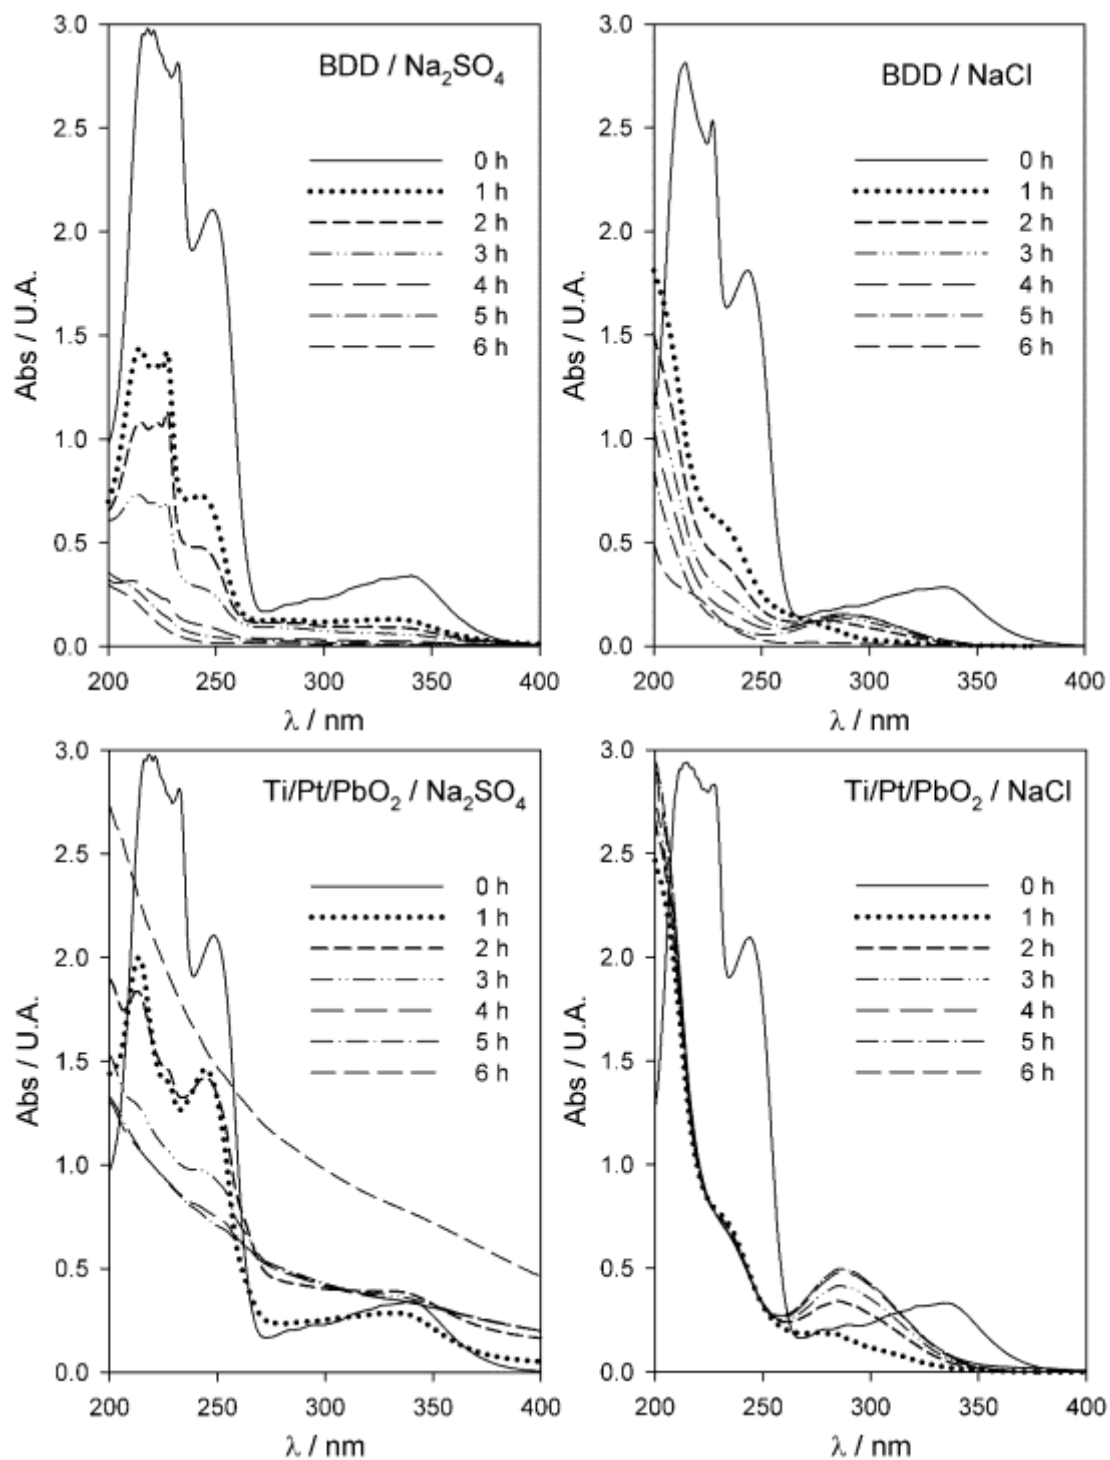 BDD / Na2SO4
3.0
2.5
2.0
1.5
1.0
0.5
0.0
Abs / U.A.
0 h
1 h
2 h
3 h
4 h
5 h
6 h
200 250 300 350 400
λ / nm
BDD / NaCl
3.0
2.5
2.0
1.5
1.0
0.5
0.0
Abs / U.A.
0 h
1 h
2 h
3 h
4 h
5 h
6 h
200 250 300 350 400
λ / nm
Ti/Pt/PbO2 / Na2SO4
3.0
2.5
2.0
1.5
1.0
0.5
0.0
Abs / U.A.
0 h
1 h
2 h
3 h
4 h
5 h
6 h
200 250 300 350 400
λ / nm
Ti/Pt/PbO2 / NaCl
3.0
2.5
2.0
1.5
1.0
0.5
0.0
Abs / U.A.
0 h
1 h
2 h
3 h
4 h
5 h
6 h
200 250 300 350 400
λ / nm